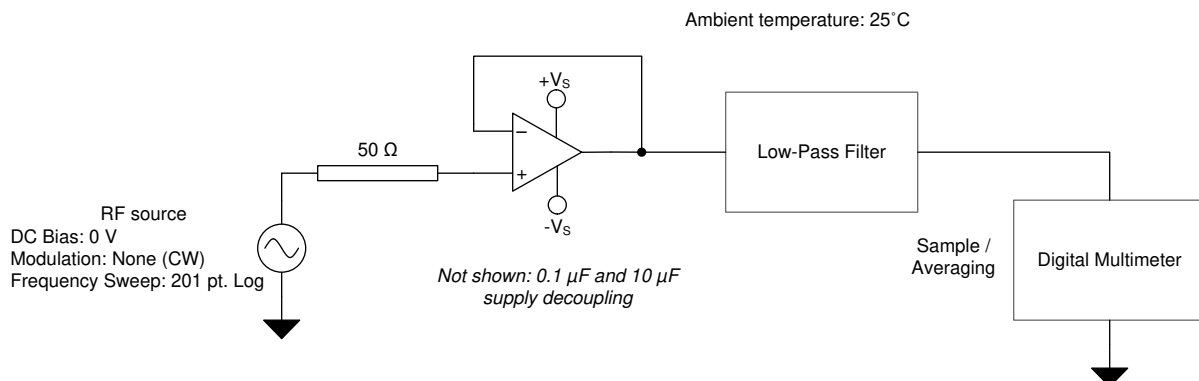 Ambient temperature: 25˚C
+VS
50 Ω
−
+
Low-Pass Filter
-VS
RF source
DC Bias: 0 V
Modulation: None (CW)
Frequency Sweep: 201 pt. Log
Not shown: 0.1 µF and 10 µF
supply decoupling
Sample /
Averaging
Digital Multimeter